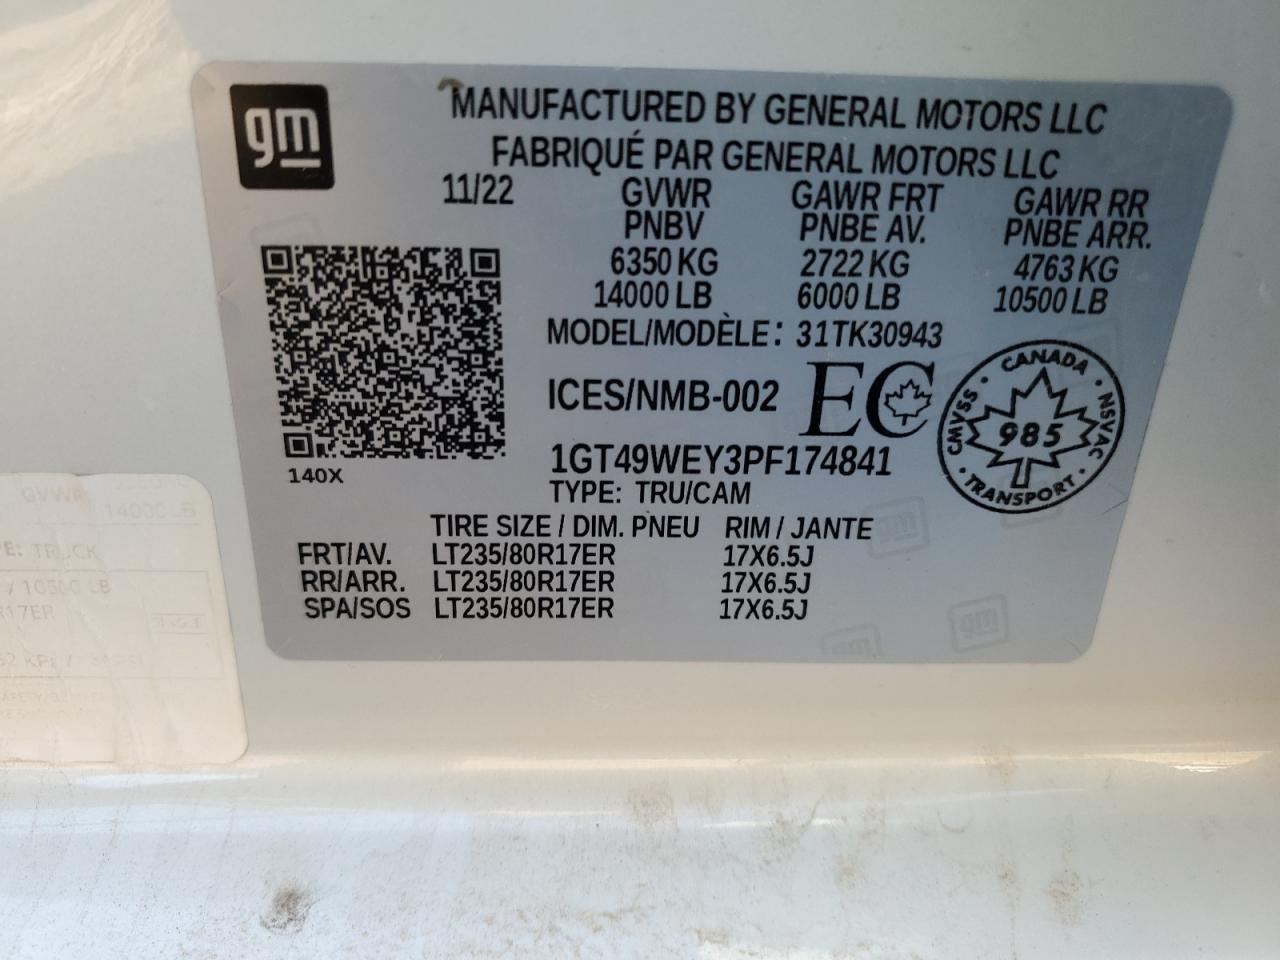 gm
MANUFACTURED BY GENERAL MOTORS LLC
FABRIQUÉ PAR GENERAL MOTORS LLC
11/22 GVWR GAWR FRT GAWR RR
PNBV PNBE AV. PNBE ARR.
6350 KG 2722 KG 4763 KG
14000 LB 6000 LB 10500 LB
MODEL/MODÈLE: 31TK30943
ICES/NMB-002 EC
CANADA
CMVSS 985 NSVAC
TRANSPORT
1GT49WEY3PF174841
140X
TYPE: TRU/CAM
TIRE SIZE / DIM. PNEU RIM / JANTE
FRT/AV. LT235/80R17ER 17X6.5J
RR/ARR. LT235/80R17ER 17X6.5J
SPA/SOS LT235/80R17ER 17X6.5J
gm
gm
GVWR
14000 LB
TRUCK
/ 10500 LB
R17ER